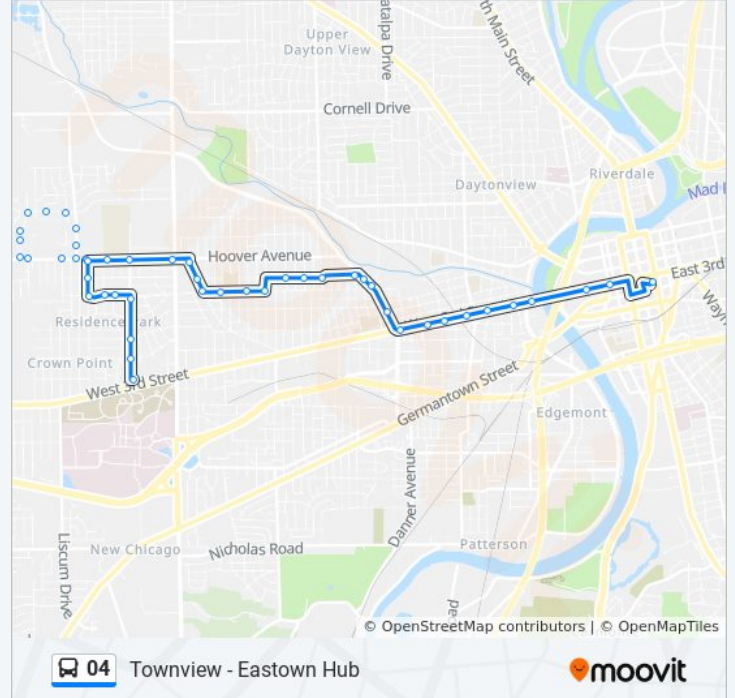 Upper
Dayton View
atalpa Drive
th Main Street
Cornell Drive
Riverdale
Daytonview
Mad
Hoover Avenue
East 3rd
Residence Park
Crown Point
West 3rd Street
Germantown Street
Edgemont
Danner Avenue
Liscum Drive
New Chicago
Nicholas Road
Patterson
© OpenStreetMap contributors | © OpenMapTiles
04 Townview - Eastown Hub
moovit